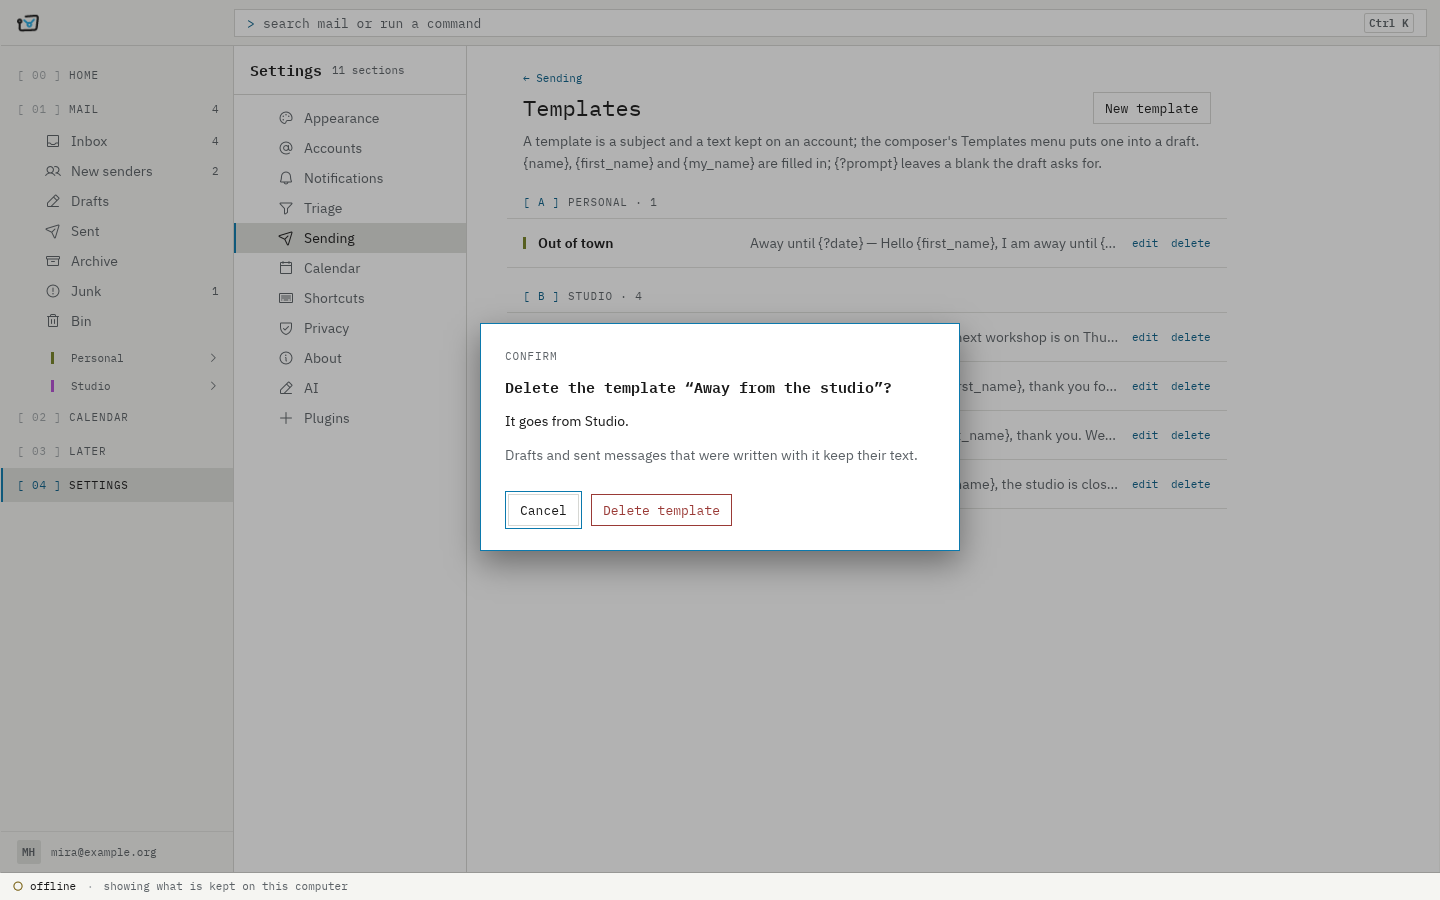 > search mail or run a command
Ctrl K
[ 00 ] HOME
[ 01 ] MAIL 4
Inbox 4
New senders 2
Drafts
Sent
Archive
Junk 1
Bin
Personal
Studio
[ 02 ] CALENDAR
[ 03 ] LATER
[ 04 ] SETTINGS
MH mira@example.org
Settings 11 sections
Appearance
Accounts
Notifications
Triage
Sending
Calendar
Shortcuts
Privacy
About
AI
Plugins
← Sending
Templates
New template
A template is a subject and a text kept on an account; the composer's Templates menu puts one into a draft.
{name}, {first_name} and {my_name} are filled in; {?prompt} leaves a blank the draft asks for.
[ A ] PERSONAL · 1
Out of town Away until {?date} — Hello {first_name}, I am away until {… edit delete
[ B ] STUDIO · 4
next workshop is on Thu… edit delete
rst_name}, thank you fo… edit delete
t_name}, thank you. We… edit delete
name}, the studio is clos… edit delete
CONFIRM
Delete the template “Away from the studio”?
It goes from Studio.
Drafts and sent messages that were written with it keep their text.
Cancel
Delete template
offline · showing what is kept on this computer